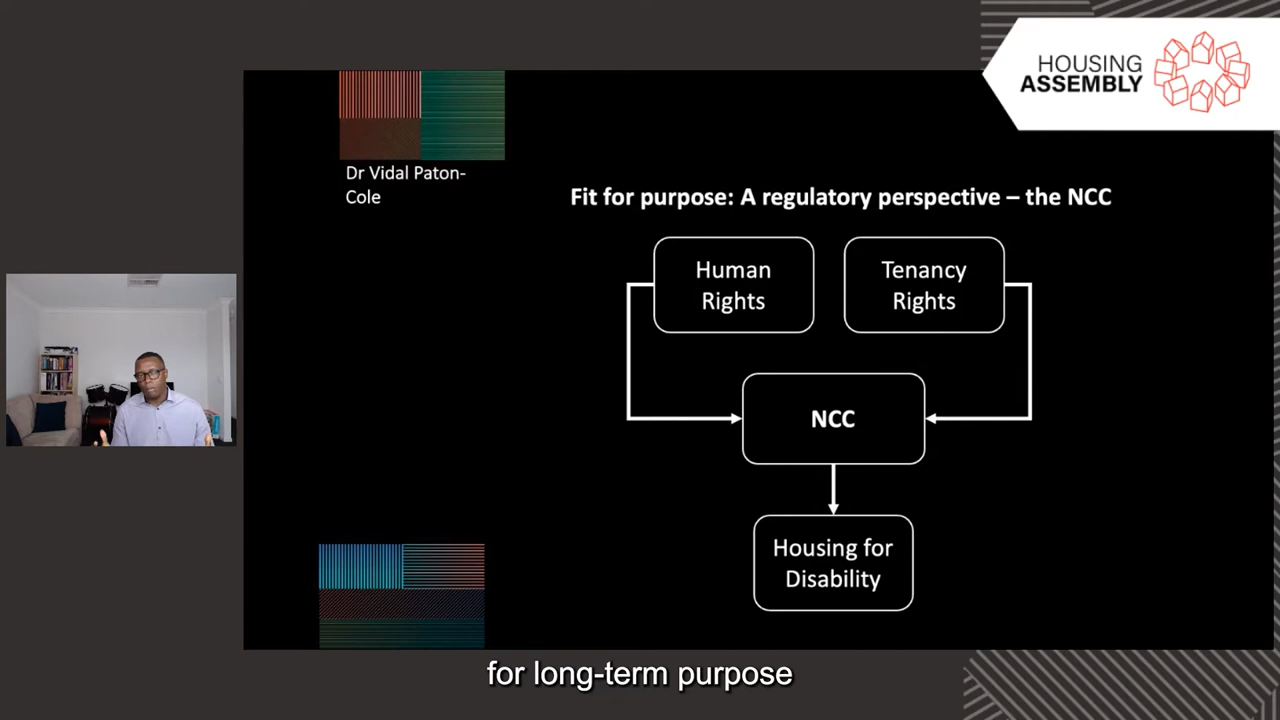 HOUSING
ASSEMBLY
Dr Vidal Paton-
Cole
Fit for purpose: A regulatory perspective – the NCC
Human
Rights
Tenancy
Rights
NCC
Housing for
Disability
for long-term purpose